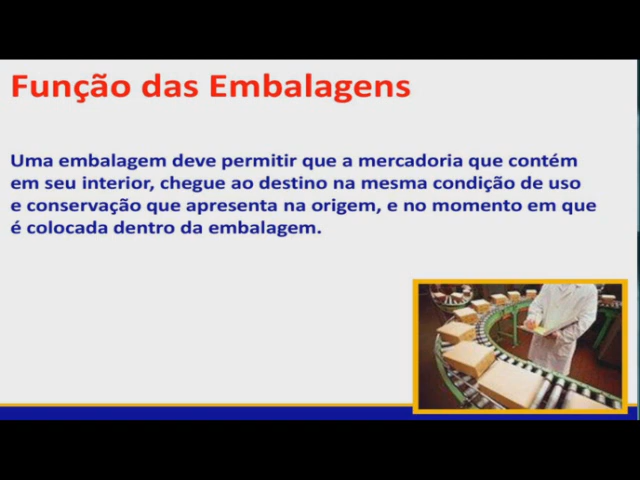 Função das Embalagens
Uma embalagem deve permitir que a mercadoria que contém
em seu interior, chegue ao destino na mesma condição de uso
e conservação que apresenta na origem, e no momento em que
é colocada dentro da embalagem.